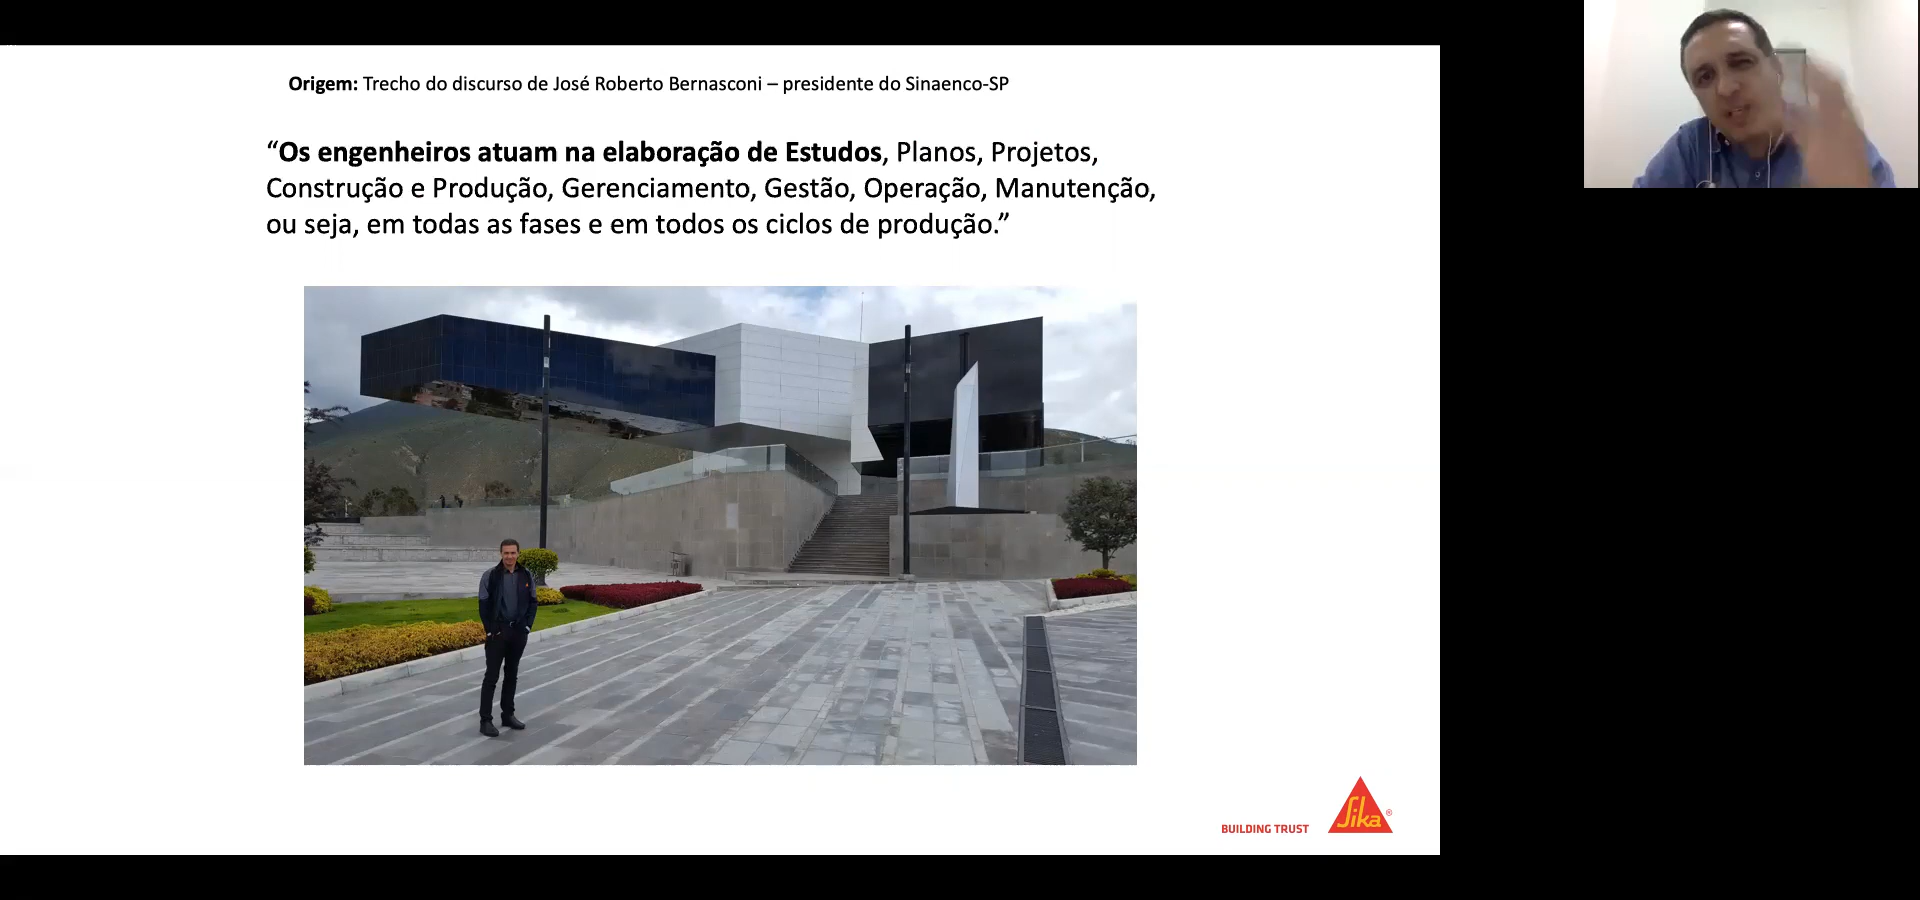 Origem: Trecho do discurso de José Roberto Bernasconi – presidente do Sinaenco-SP
“Os engenheiros atuam na elaboração de Estudos, Planos, Projetos,
Construção e Produção, Gerenciamento, Gestão, Operação, Manutenção,
ou seja, em todas as fases e em todos os ciclos de produção.”
BUILDING TRUST
Sika®